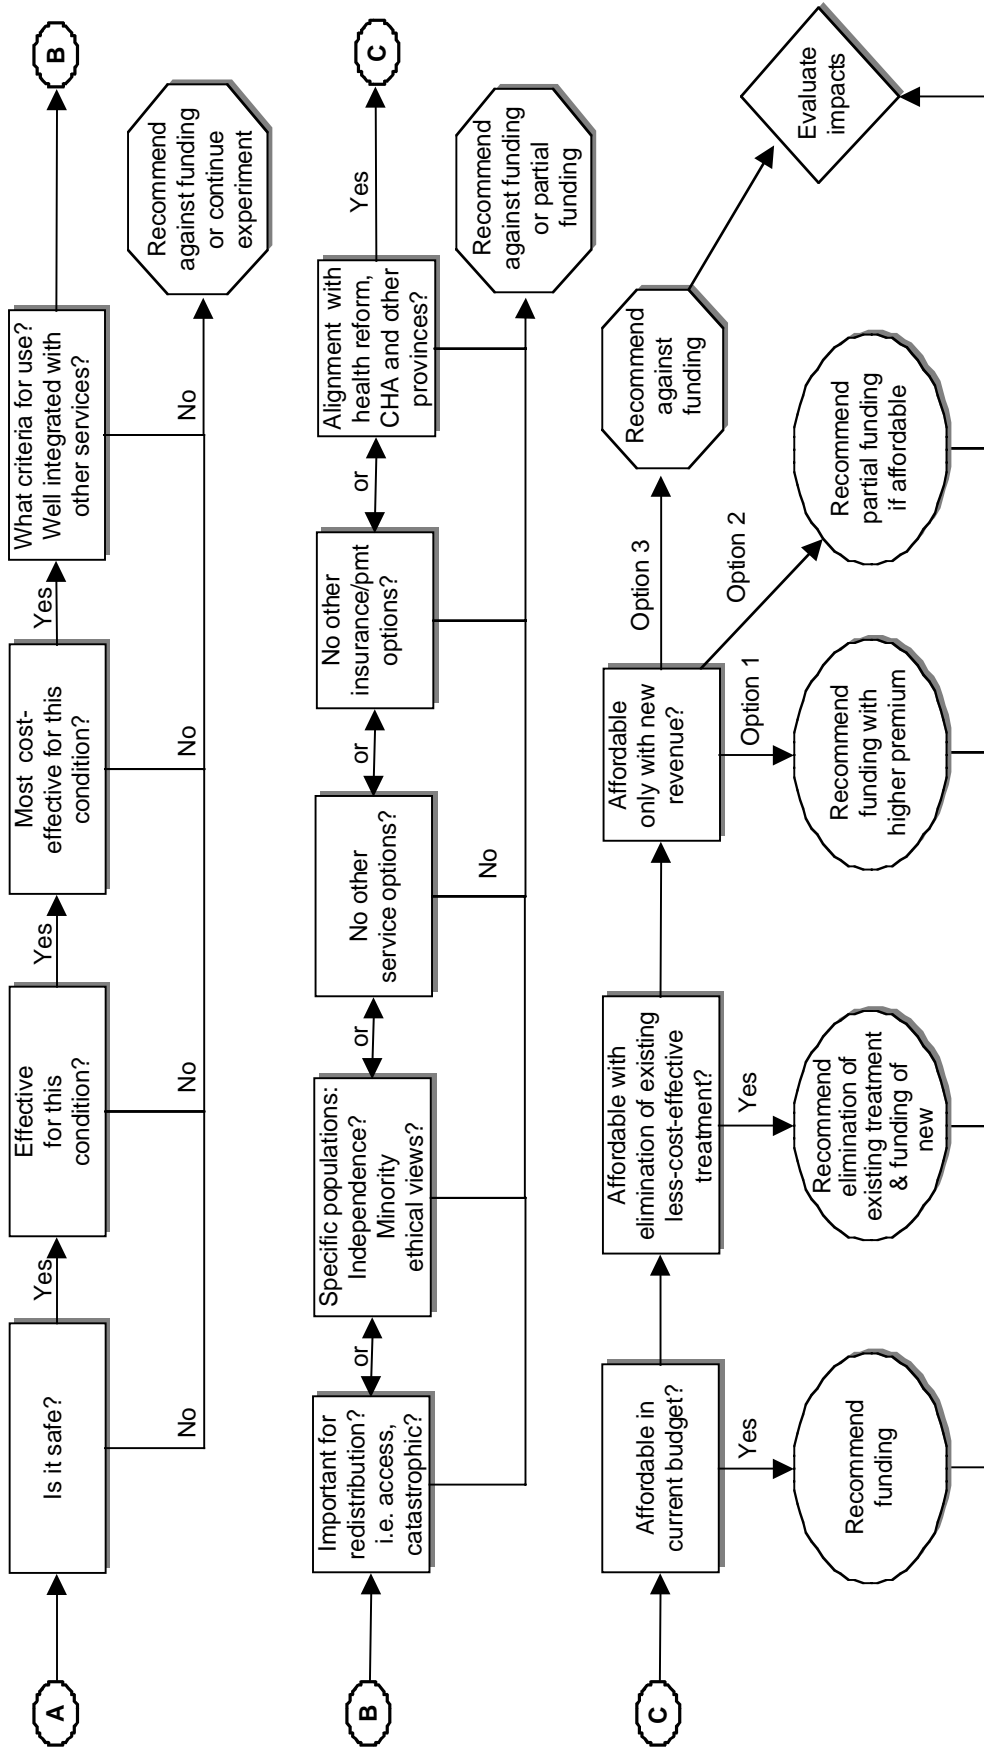 A
Is it safe?
Yes
Effective
for this
condition?
Yes
Most cost-
effective for this
condition?
Yes
What criteria for use?
Well integrated with
other services?
B
No
No
No
No
Recommend
against funding
or continue
experiment
B
Important for
redistribution?
i.e. access,
catastrophic?
or
Specific populations:
Independence?
Minority
ethical views?
or
No other
service options?
or
No other
insurance/pmt
options?
or
Alignment with
health reform,
CHA and other
provinces?
Yes
C
No
Recommend
against funding
or partial
funding
C
Affordable in
current budget?
Yes
Recommend
funding
Affordable with
elimination of existing
less-cost-effective
treatment?
Yes
Recommend
elimination of
existing treatment
& funding of
new
Affordable
only with new
revenue?
Option 1
Recommend
funding with
higher premium
Option 2
Recommend
partial funding
if affordable
Option 3
Recommend
against
funding
Evaluate
impacts